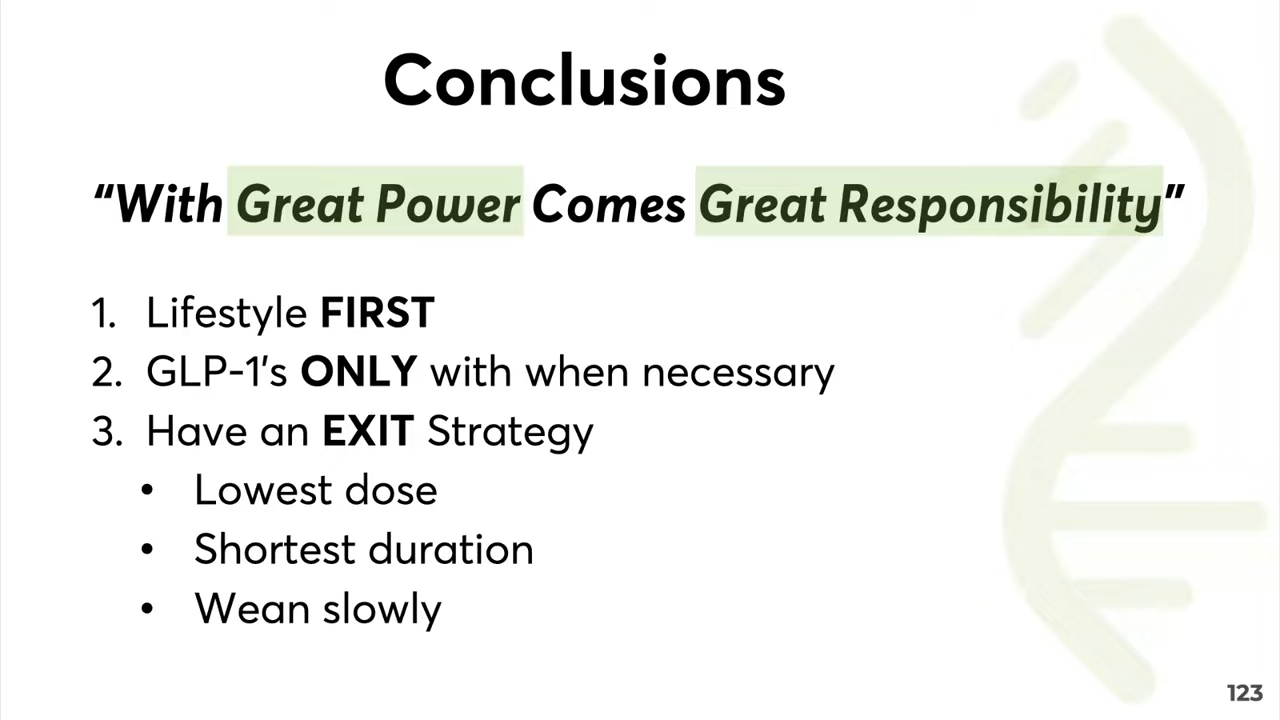 Conclusions
“With Great Power Comes Great Responsibility”
1. Lifestyle FIRST
2. GLP-1's ONLY with when necessary
3. Have an EXIT Strategy
• Lowest dose
• Shortest duration
• Wean slowly
123